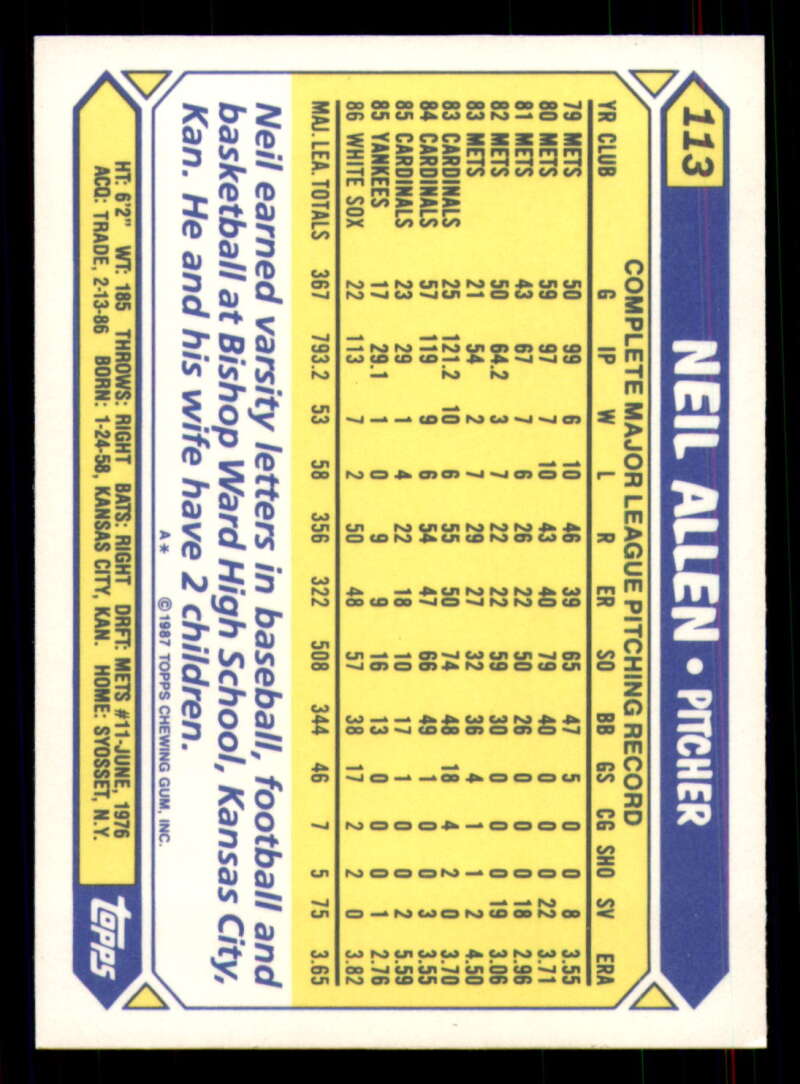 113
NEIL ALLEN • PITCHER
COMPLETE MAJOR LEAGUE PITCHING RECORD
YR CLUB G IP W L R ER SO BB GS CG SHO SV ERA
79 METS 50 99 6 10 46 39 65 47 5 0 0 8 3.55
80 METS 59 97 7 10 43 40 79 40 0 0 0 22 3.71
81 METS 43 67 7 6 26 22 50 26 0 0 0 18 2.96
82 METS 50 64.2 3 7 22 22 59 30 0 0 0 19 3.06
83 METS 21 54 2 7 29 27 32 36 4 1 1 2 4.50
83 CARDINALS 25 121.2 10 6 55 50 74 48 18 4 2 0 3.70
84 CARDINALS 57 119 9 6 54 47 66 49 1 0 0 3 3.55
85 CARDINALS 23 29 1 4 22 18 10 17 1 0 0 2 5.59
85 YANKEES 17 29.1 1 0 9 9 16 13 0 0 0 1 2.76
86 WHITE SOX 22 113 7 2 50 48 57 38 17 2 2 0 3.82
MAJ. LEA. TOTALS 367 793.2 53 58 356 322 508 344 46 7 5 75 3.65
Neil earned varsity letters in baseball, football and
basketball at Bishop Ward High School, Kansas City,
Kan. He and his wife have 2 children.
A* ©1987 TOPPS CHEWING GUM, INC.
HT: 6'2" WT: 185 THROWS: RIGHT BATS: RIGHT DRFT: METS #11-JUNE, 1976
ACQ: TRADE, 2-13-86 BORN: 1-24-58, KANSAS CITY, KAN. HOME: SYOSSET, N.Y.
topps